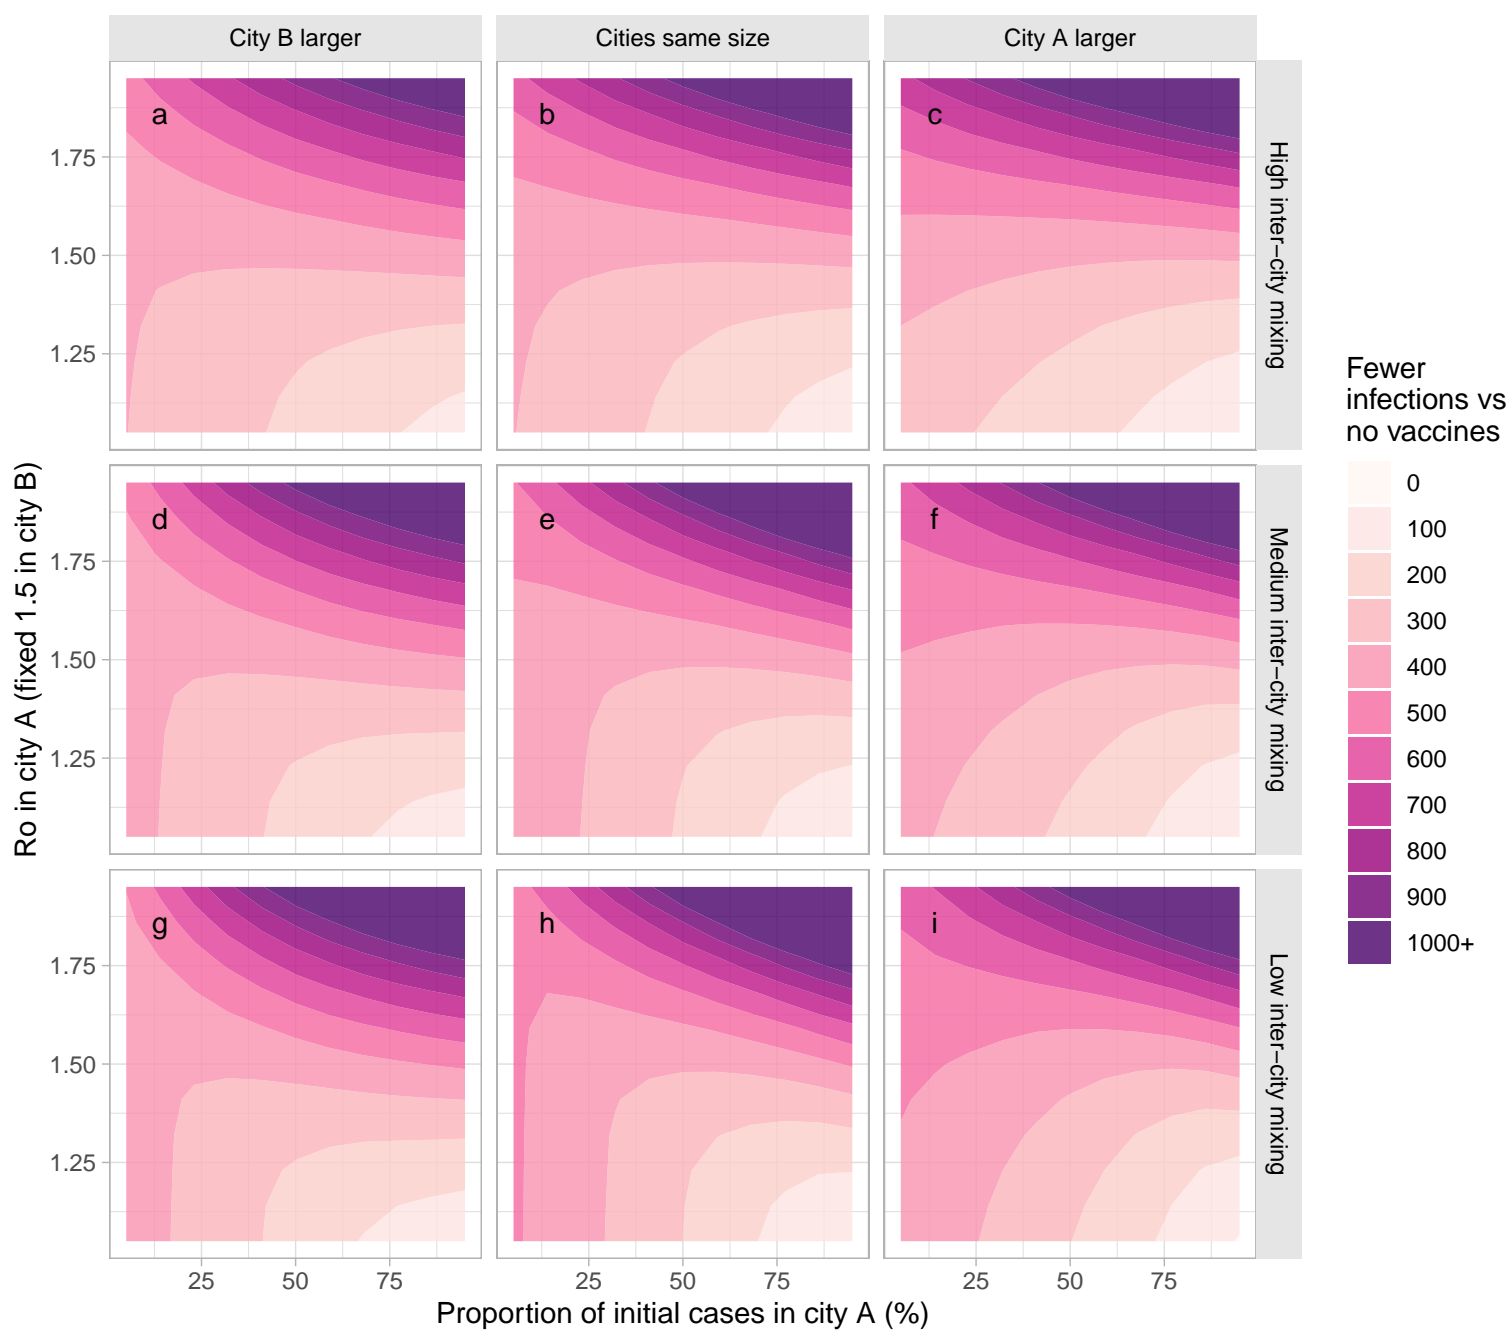 City B larger
Cities same size
City A larger
a
b
c
High inter−city mixing
1.75
1.50
1.25
d
e
f
Medium inter−city mixing
1.75
1.50
1.25
g
h
i
Low inter−city mixing
1.75
1.50
1.25
25 50 75
25 50 75
25 50 75
Proportion of initial cases in city A (%)
Ro in city A (fixed 1.5 in city B)
Fewer
infections vs
no vaccines
0
100
200
300
400
500
600
700
800
900
1000+